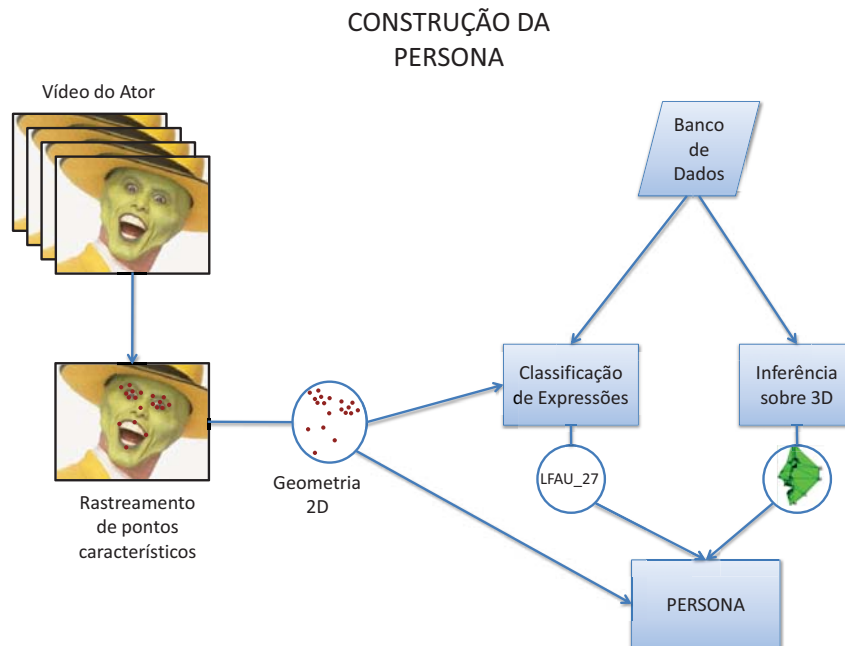 CONSTRUÇÃO DA
PERSONA
Vídeo do Ator
Banco
de
Dados
Classificação
de Expressões
Inferência
sobre 3D
LFAU_27
Geometria
2D
Rastreamento
de pontos
característicos
PERSONA